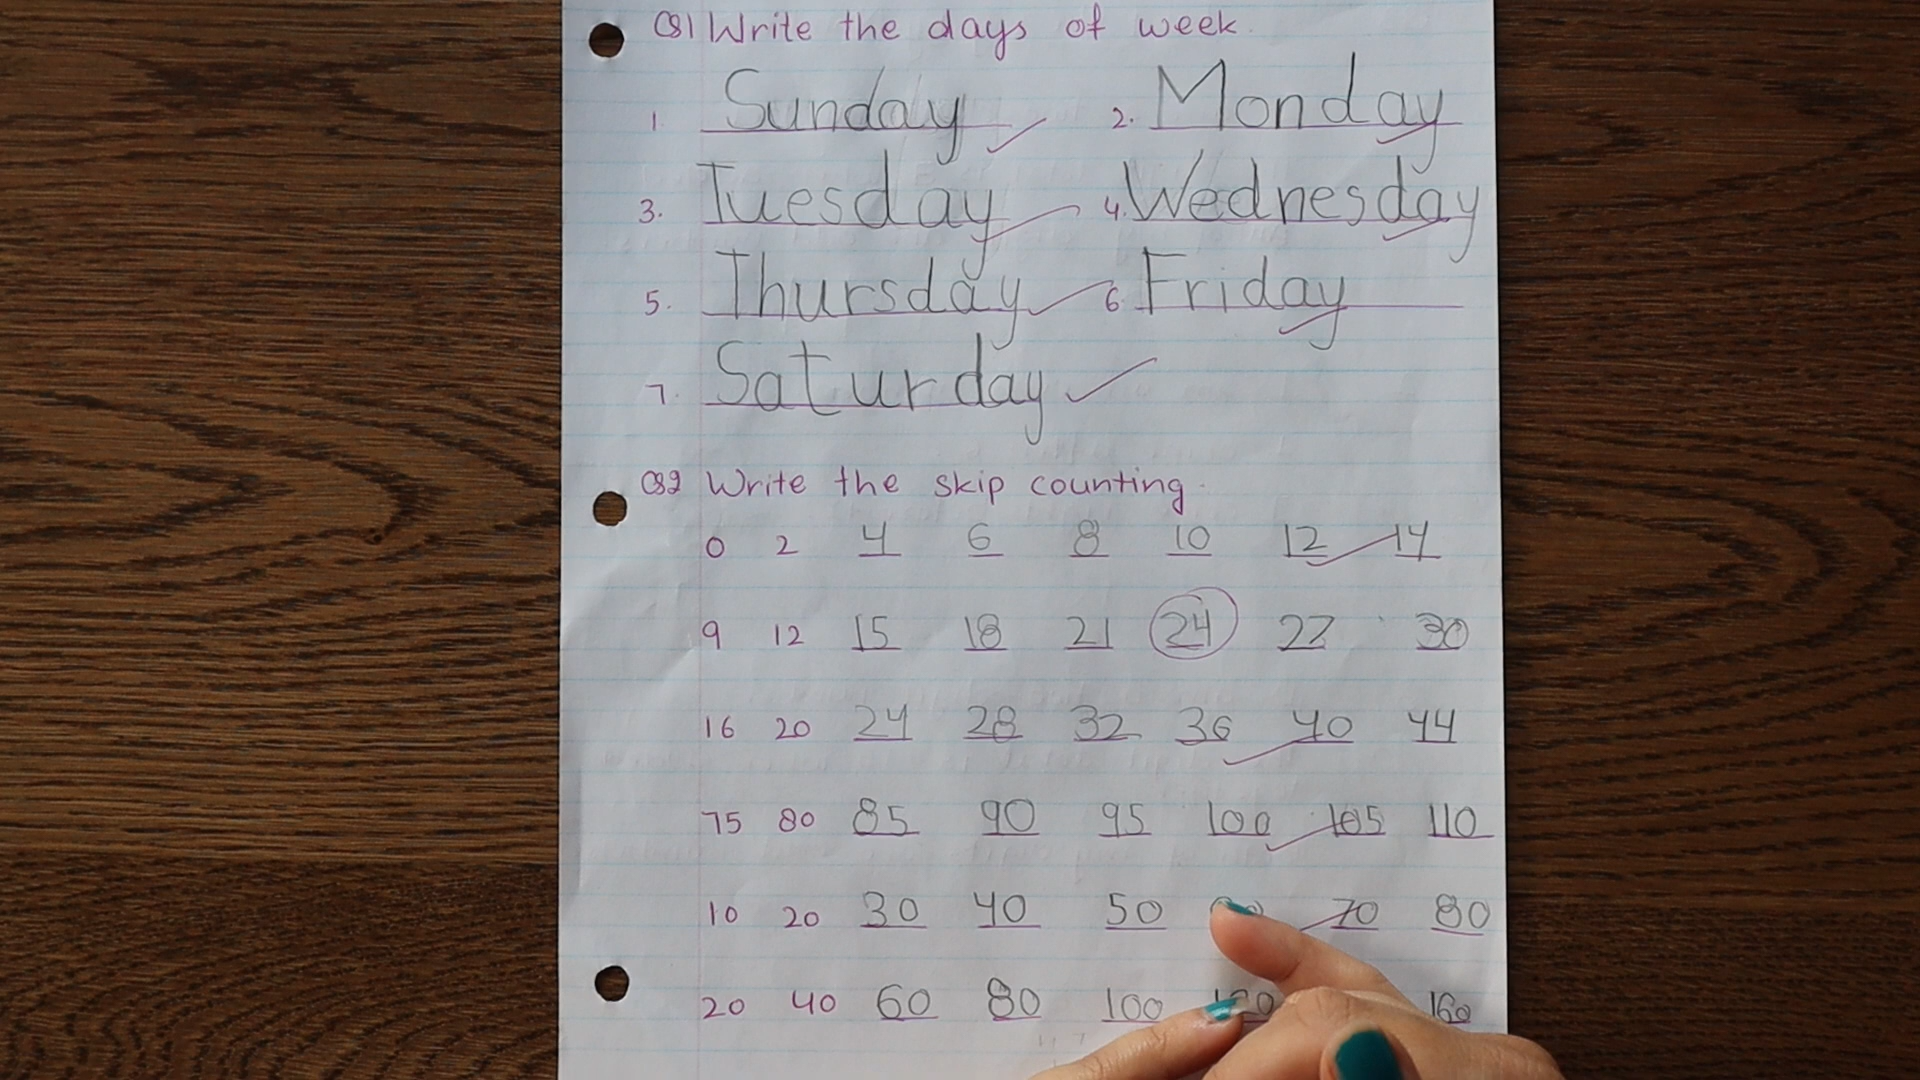 Q1 Write the days of week.
1. Sunday 2. Monday
3. Tuesday 4. Wednesday
5. Thursday 6. Friday
7. Saturday
Q2 Write the skip counting.
0 2 4 6 8 10 12 14
9 12 15 18 21 24 27 30
16 20 24 28 32 36 40 44
75 80 85 90 95 100 105 110
10 20 30 40 50 70 80
20 40 60 80 100 160